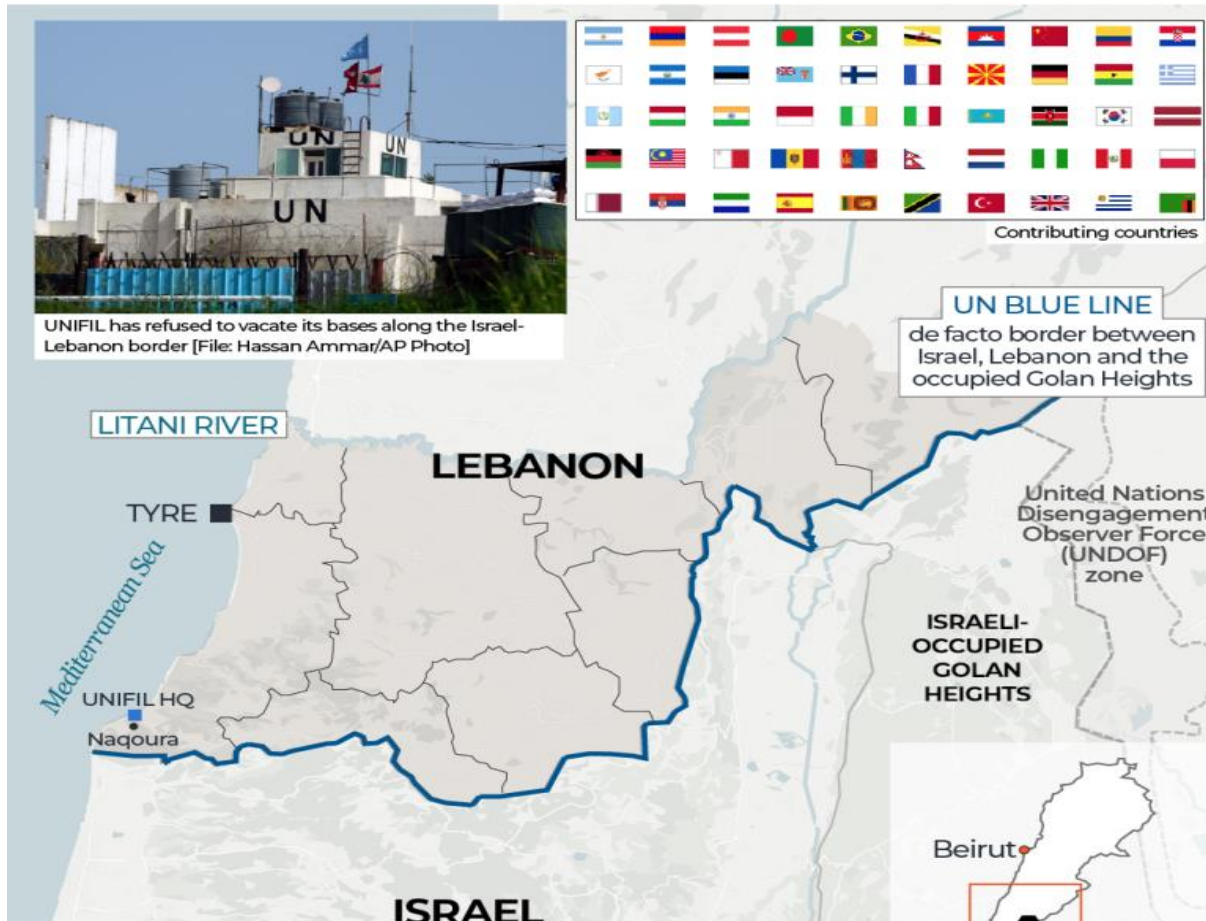 UN
UN
UN
UNIFIL has refused to vacate its bases along the Israel-
Lebanon border [File: Hassan Ammar/AP Photo]
Contributing countries
UN BLUE LINE
de facto border between
Israel, Lebanon and the
occupied Golan Heights
LITANI RIVER
LEBANON
TYRE
United Nations
Disengagement
Observer Force
(UNDOF)
zone
Mediterranean Sea
ISRAELI-
OCCUPIED
GOLAN
HEIGHTS
UNIFIL HQ
Naqoura
Beirut
ISRAEL